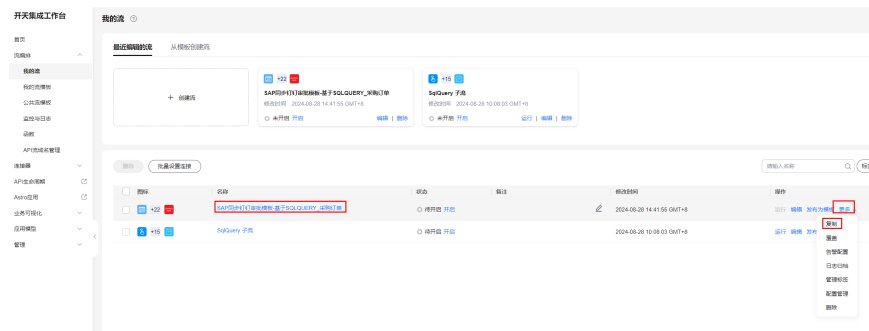 开天集成工作台
首页
流编排
我的流
我的流模板
公共流模板
监控与日志
函数
API流域名管理
连接器
API生命周期
Astro应用
业务可视化
应用模型
管理
我的流
最近编辑的流 从模板创建流
+ 创建流
+22
SAP同步钉钉审批模板-基于SQLQUERY_采购订单
修改时间 2024-08-28 14:41:55 GMT+8
未开启 开启 编辑 | 删除
+15
SqlQuery 子流
修改时间 2024-08-28 10:08:03 GMT+8
未开启 开启 运行 | 编辑 | 删除
删除 批量设置连接 请输入名称
图标 名称 状态 备注 修改时间 操作
+22 SAP同步钉钉审批模板-基于SQLQUERY_采购订单 待开启 开启 2024-08-28 14:41:55 GMT+8 运行 编辑 发布为模板 更多
+15 SqlQuery 子流 待开启 开启 2024-08-28 10:08:03 GMT+8 运行 编辑 发布
复制
覆盖
告警配置
日志归档
管理标签
配置管理
删除